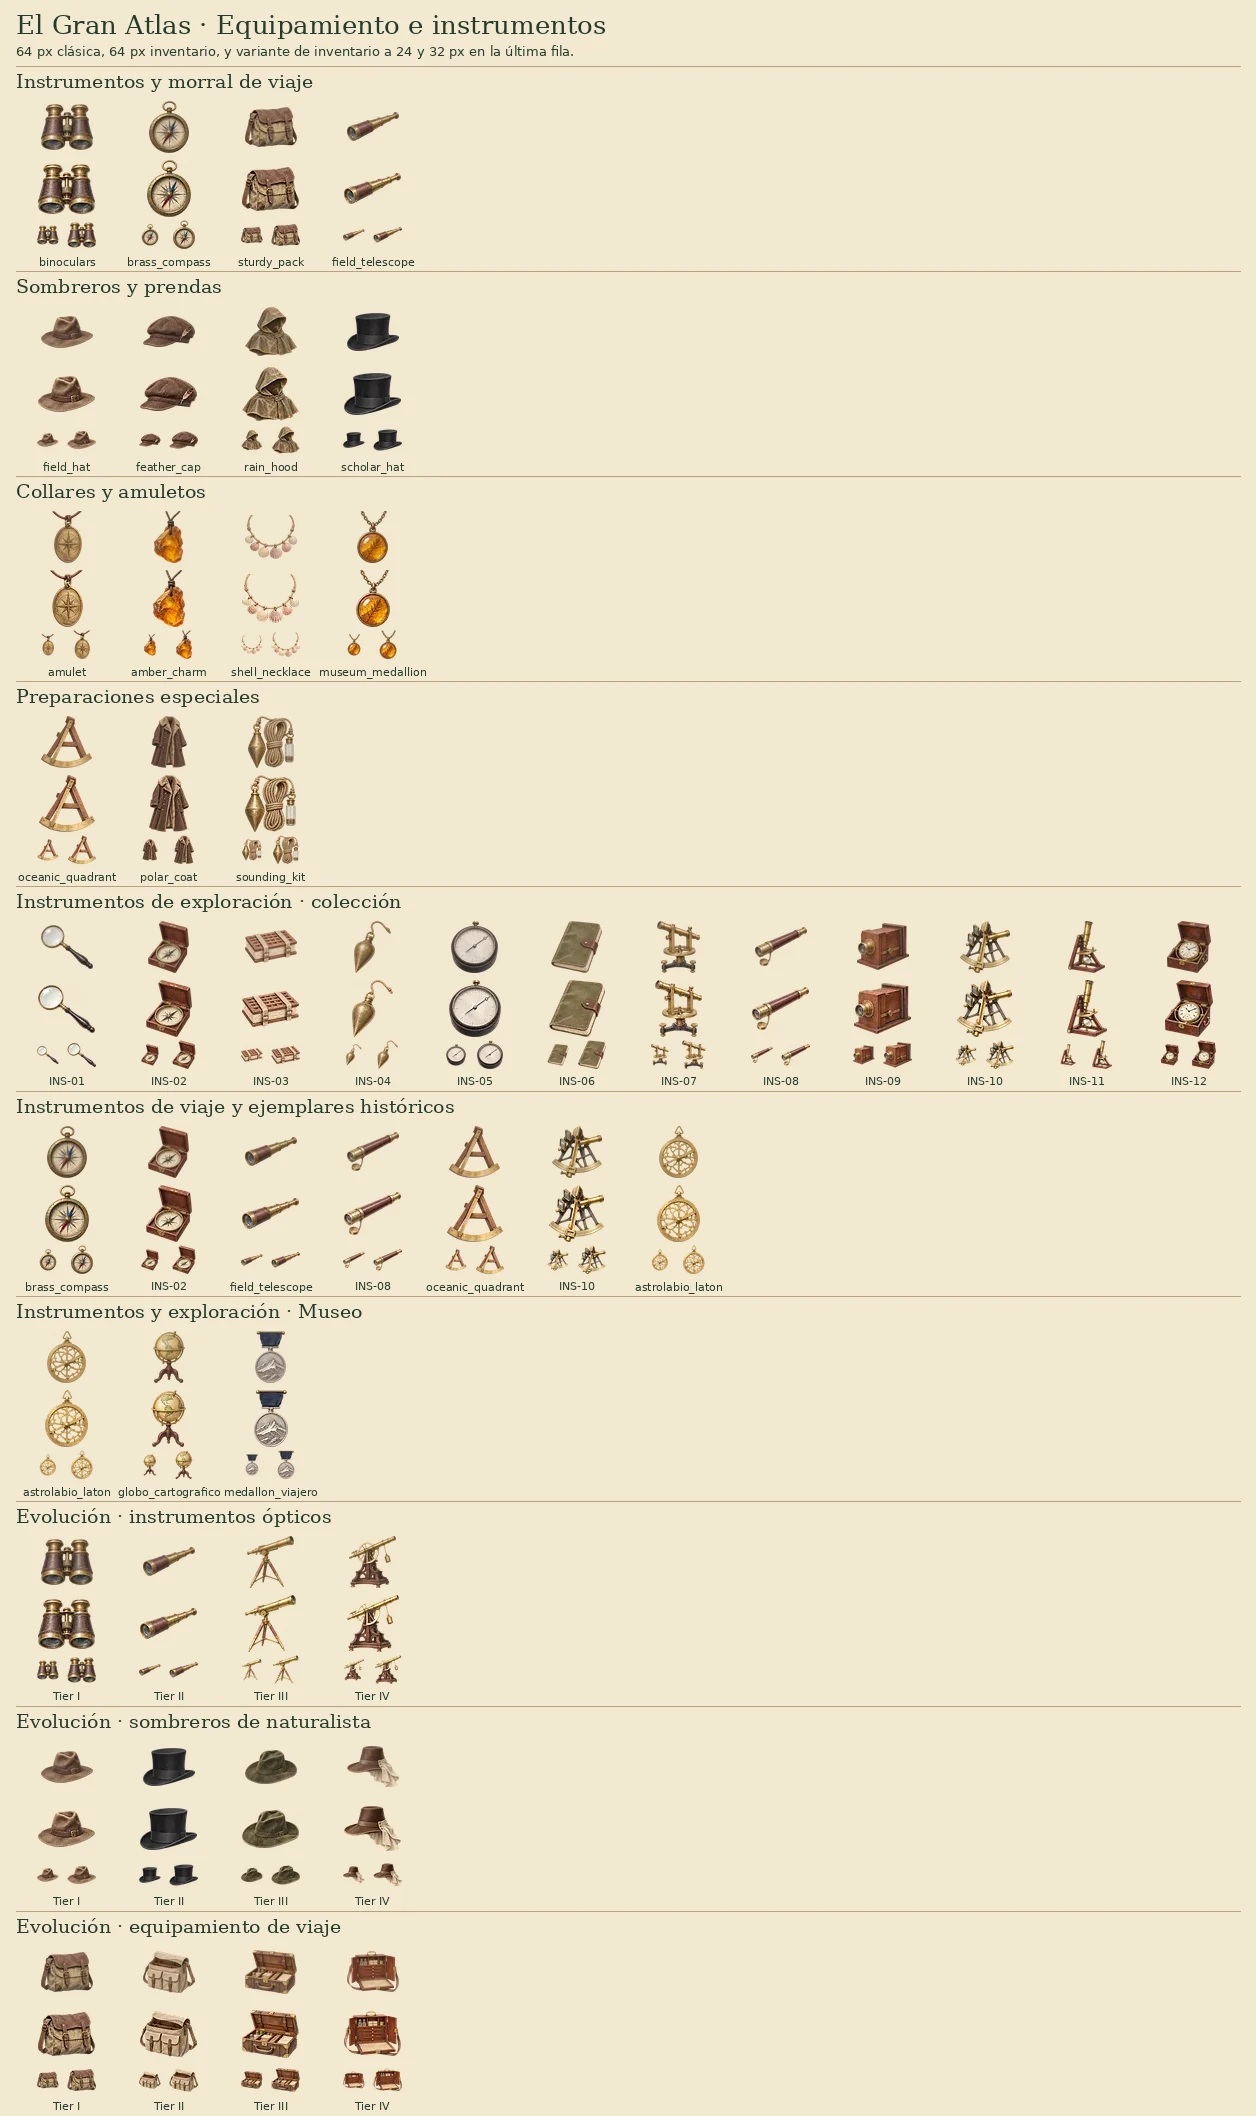 El Gran Atlas · Equipamiento e instrumentos
64 px clásica, 64 px inventario, y variante de inventario a 24 y 32 px en la última fila.
Instrumentos y morral de viaje
binoculars brass_compass sturdy_pack field_telescope
Sombreros y prendas
field_hat feather_cap rain_hood scholar_hat
Collares y amuletos
amulet amber_charm shell_necklace museum_medallion
Preparaciones especiales
oceanic_quadrant polar_coat sounding_kit
Instrumentos de exploración · colección
INS-01 INS-02 INS-03 INS-04 INS-05 INS-06 INS-07 INS-08 INS-09 INS-10 INS-11 INS-12
Instrumentos de viaje y ejemplares históricos
brass_compass INS-02 field_telescope INS-08 oceanic_quadrant INS-10 astrolabio_laton
Instrumentos y exploración · Museo
astrolabio_laton globo_cartografico medallon_viajero
Evolución · instrumentos ópticos
Tier I Tier II Tier III Tier IV
Evolución · sombreros de naturalista
Tier I Tier II Tier III Tier IV
Evolución · equipamiento de viaje
Tier I Tier II Tier III Tier IV